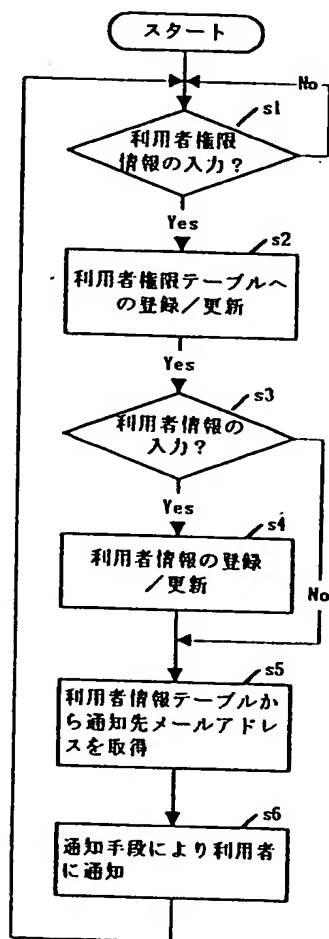 スタート
No
s1
利用者権限
情報の入力？
Yes
s2
利用者権限テーブルへ
の登録／更新
Yes
s3
利用者情報の
入力？
Yes
s4
利用者情報の登録
／更新
No
s5
利用者情報テーブルか
ら通知先メールアドレ
スを取得
s6
通知手段により利用者
に通知